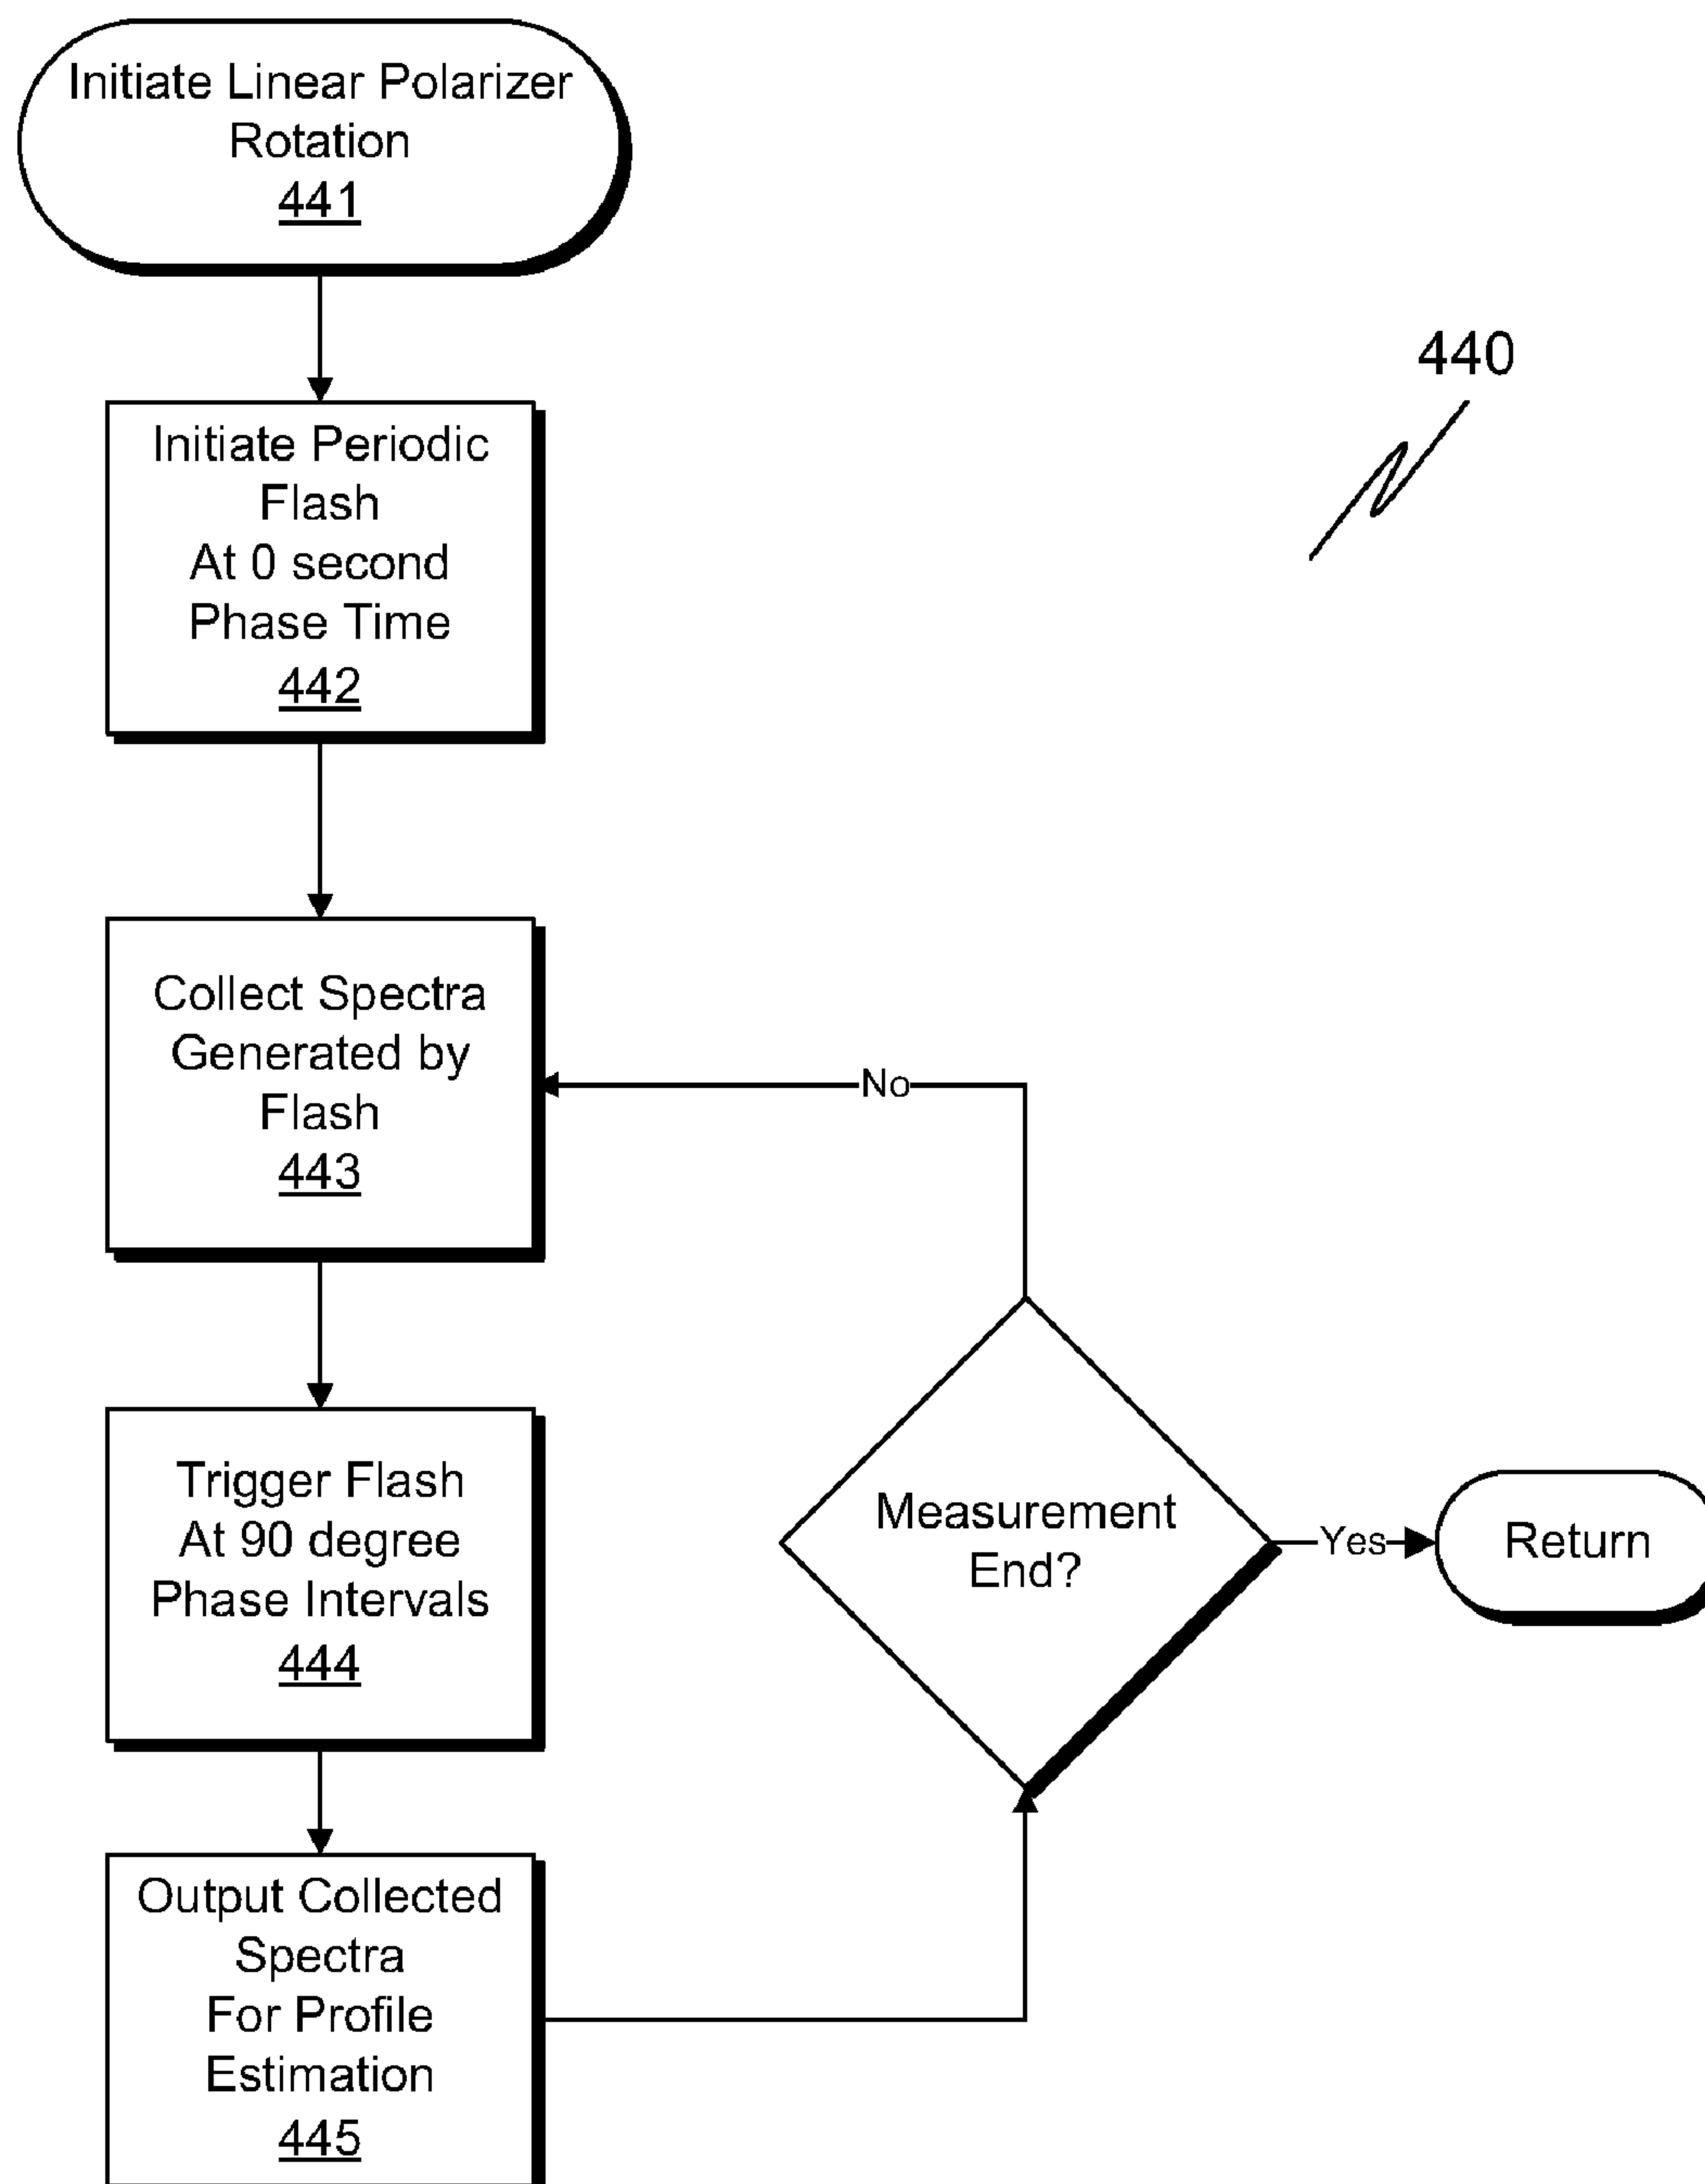 Initiate Linear Polarizer
Rotation
441
440
Initiate Periodic
Flash
At 0 second
Phase Time
442
Collect Spectra
Generated by
Flash
443
No
Trigger Flash
At 90 degree
Phase Intervals
444
Measurement
End?
Yes
Return
Output Collected
Spectra
For Profile
Estimation
445